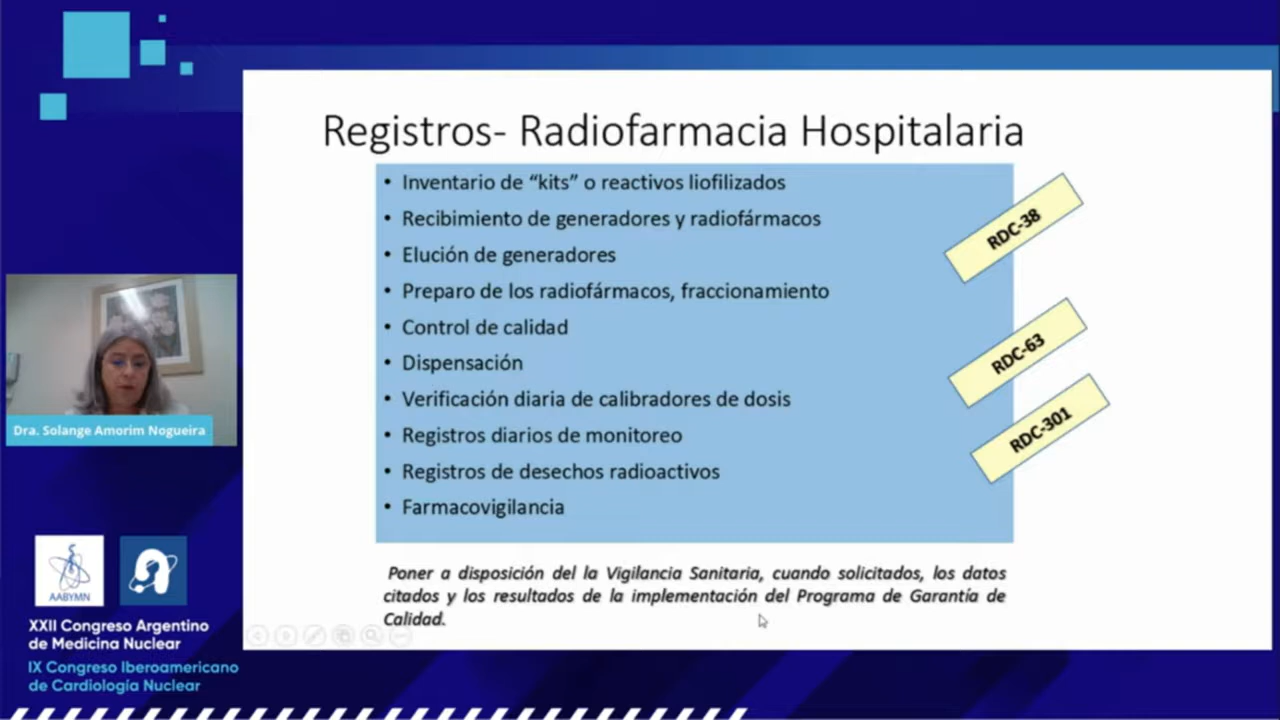 Registros- Radiofarmacia Hospitalaria
• Inventario de “kits” o reactivos liofilizados
• Recibimiento de generadores y radiofármacos
• Elución de generadores
• Preparo de los radiofármacos, fraccionamiento
• Control de calidad
• Dispensación
• Verificación diaria de calibradores de dosis
• Registros diarios de monitoreo
• Registros de desechos radioactivos
• Farmacovigilancia
RDC-38
RDC-63
RDC-301
Poner a disposición del la Vigilancia Sanitaria, cuando solicitados, los datos
citados y los resultados de la implementación del Programa de Garantía de
Calidad.
Dra. Solange Amorim Nogueira
AABYMN
XXII Congreso Argentino
de Medicina Nuclear
IX Congreso Iberoamericano
de Cardiología Nuclear